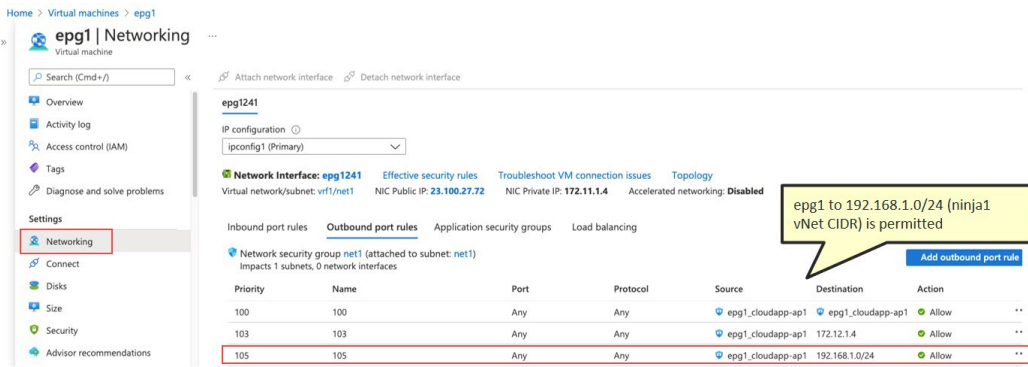 Home > Virtual machines > epg1
epg1 | Networking ...
Virtual machine
Search (Cmd+/)
Overview
Activity log
Access control (IAM)
Tags
Diagnose and solve problems
Settings
Networking
Connect
Disks
Size
Security
Advisor recommendations
Attach network interface Detach network interface
epg1241
IP configuration
ipconfig1 (Primary)
Network Interface: epg1241 Effective security rules Troubleshoot VM connection issues Topology
Virtual network/subnet: vrf1/net1 NIC Public IP: 23.100.27.72 NIC Private IP: 172.11.1.4 Accelerated networking: Disabled
epg1 to 192.168.1.0/24 (ninja1
vNet CIDR) is permitted
Inbound port rules Outbound port rules Application security groups Load balancing
Network security group net1 (attached to subnet: net1)
Impacts 1 subnets, 0 network interfaces
Add outbound port rule
Priority Name Port Protocol Source Destination Action
100 100 Any Any epg1_cloudapp-ap1 epg1_cloudapp-ap1 Allow
103 103 Any Any epg1_cloudapp-ap1 172.12.1.4 Allow
105 105 Any Any epg1_cloudapp-ap1 192.168.1.0/24 Allow